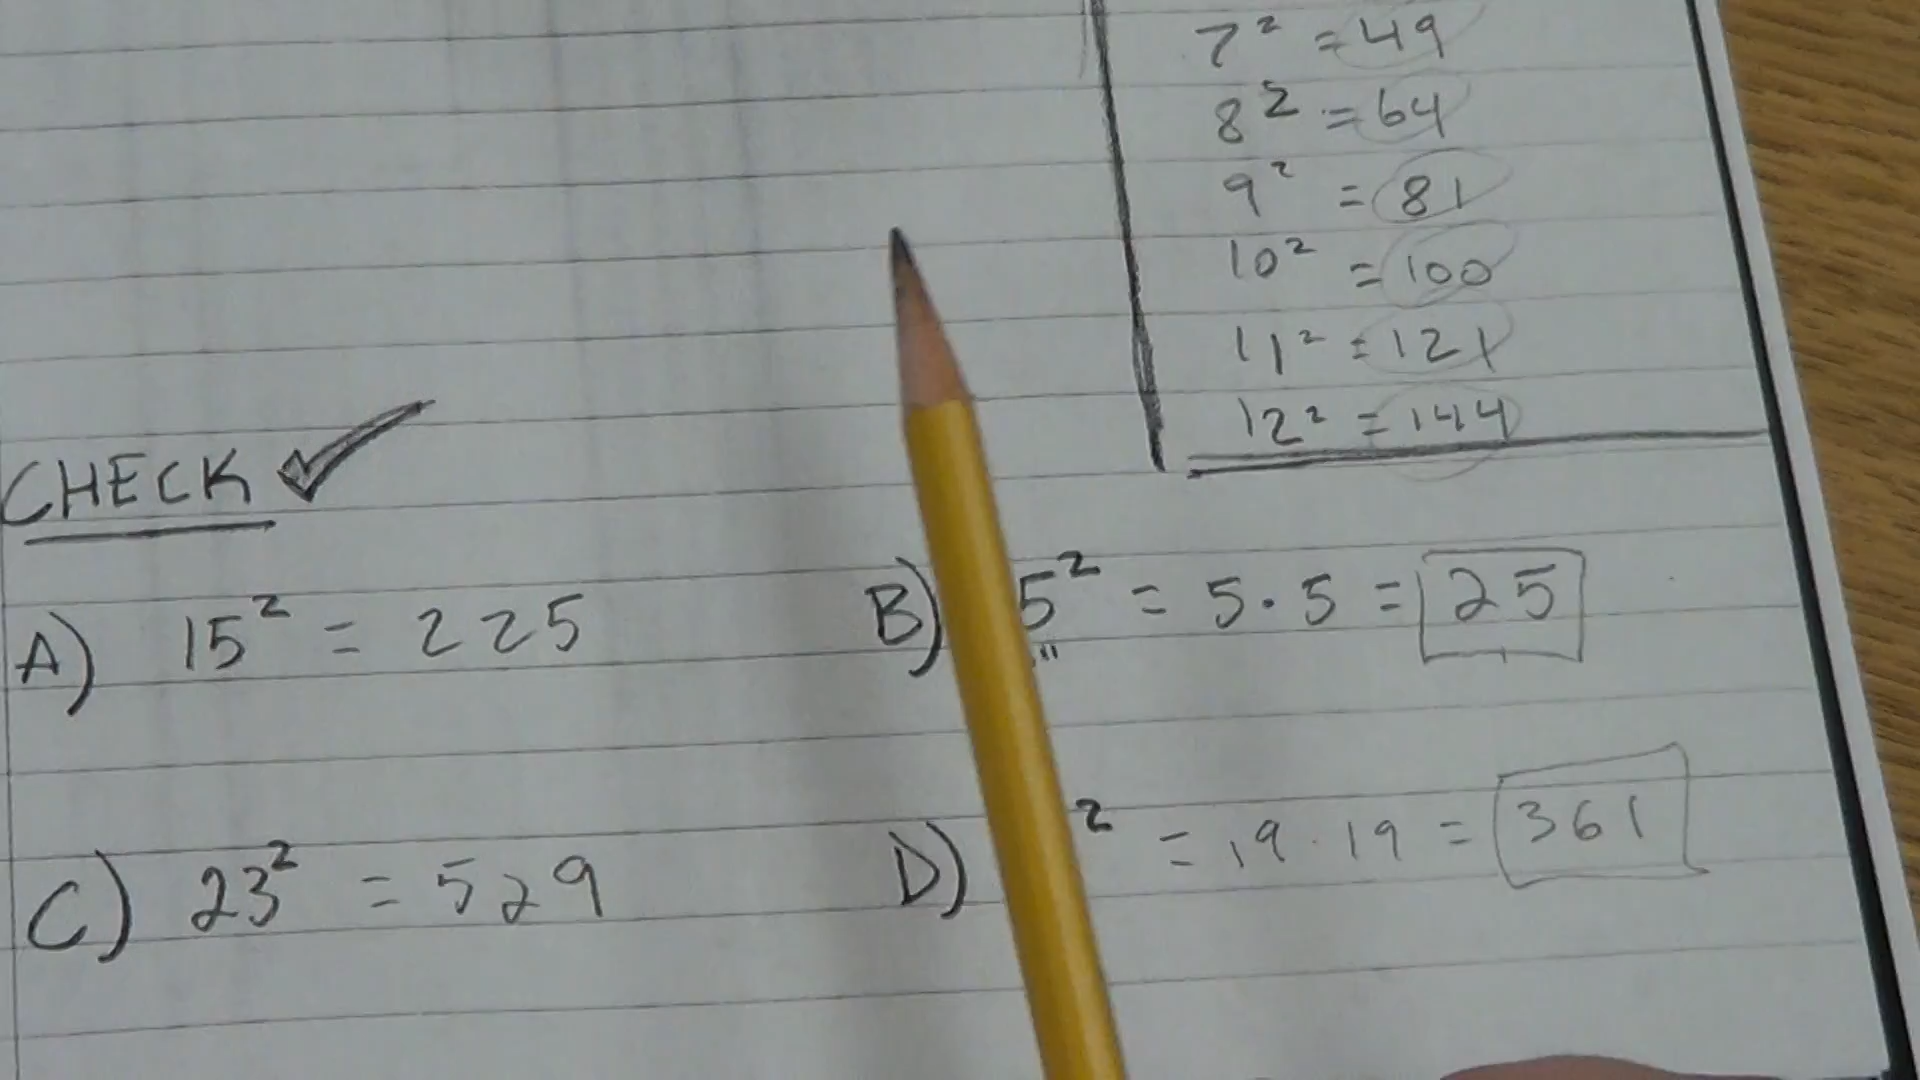 7² = 49
8² = 64
9² = 81
10² = 100
11² = 121
12² = 144
CHECK ✓
A) 15² = 225
B) 5² = 5·5 = 25
C) 23² = 529
D) ² = 19·19 = 361